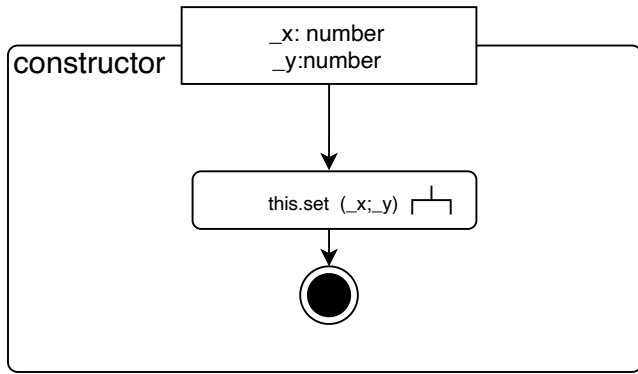 _x: number
_y:number
constructor
this.set (_x;_y)